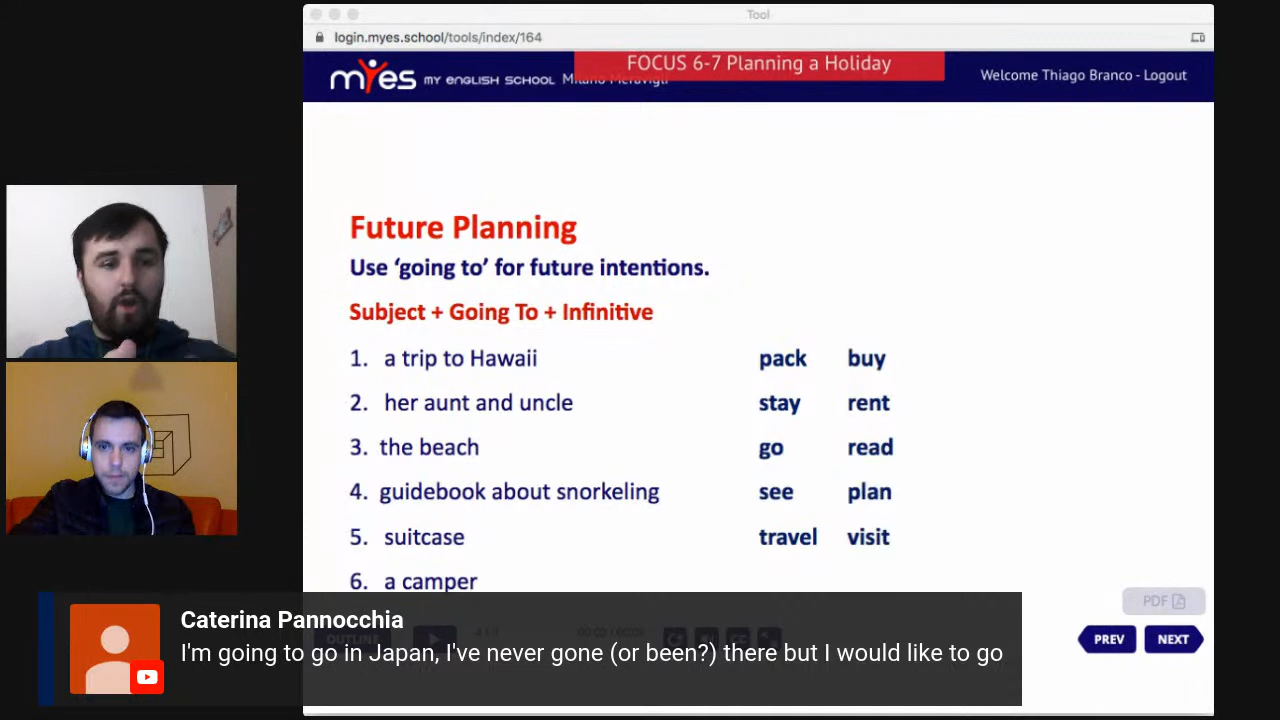 Tool
login.myes.school/tools/index/164
FOCUS 6-7 Planning a Holiday
myes MY ENGLISH SCHOOL Milano Meravigli
Welcome Thiago Branco - Logout
Future Planning
Use ‘going to’ for future intentions.
Subject + Going To + Infinitive
1. a trip to Hawaii pack buy
2. her aunt and uncle stay rent
3. the beach go read
4. guidebook about snorkeling see plan
5. suitcase travel visit
6. a camper
PDF
OUTLINE
PREV NEXT
Caterina Pannocchia
I'm going to go in Japan, I've never gone (or been?) there but I would like to go